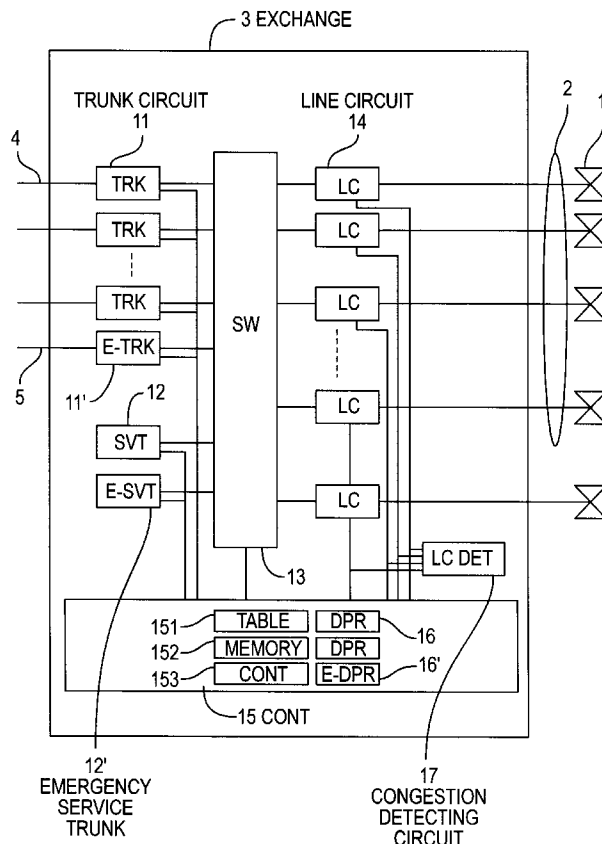 3 EXCHANGE
TRUNK CIRCUIT
11
LINE CIRCUIT
14
2
1
4
TRK
LC
TRK
LC
TRK
LC
SW
E-TRK
5
11'
12
LC
SVT
E-SVT
LC
13
LC DET
151
TABLE
DPR
16
152
MEMORY
DPR
153
CONT
E-DPR
16'
15 CONT
12'
EMERGENCY
SERVICE
TRUNK
17
CONGESTION
DETECTING
CIRCUIT